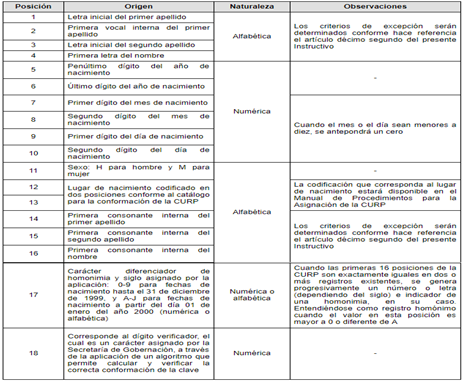 Posición Origen Naturaleza Observaciones
1 Letra inicial del primer apellido
2 Primera vocal interna del primer
apellido
3 Letra inicial del segundo apellido
4 Primera letra del nombre
Alfabética
Los criterios de excepción serán
determinados conforme hace referencia
el artículo décimo segundo del presente
Instructivo
5 Penúltimo dígito del año de
nacimiento
6 Último dígito del año de nacimiento
-
7 Primer dígito del mes de nacimiento
8 Segundo dígito del mes de
nacimiento
9 Primer dígito del día de nacimiento
10 Segundo dígito del día de
nacimiento
Numérica
Cuando el mes o el día sean menores a
diez, se antepondrá un cero
11 Sexo: H para hombre y M para
mujer
-
12 Lugar de nacimiento codificado en
13 dos posiciones conforme al catálogo
para la conformación de la CURP
La codificación que corresponda al lugar
de nacimiento estará disponible en el
Manual de Procedimientos para la
Asignación de la CURP
Alfabética
14 Primera consonante interna del
primer apellido
15 Primera consonante interna del
segundo apellido
16 Primera consonante interna del
nombre
Los criterios de excepción serán
determinados conforme hace referencia
el artículo décimo segundo del presente
Instructivo
17
Carácter diferenciador de
homonimia y siglo asignado por la
aplicación: 0-9 para fechas de
nacimiento hasta el 31 de diciembre
de 1999, y A-J para fechas de
nacimiento a partir del día 01 de
enero del año 2000 (numérica o
alfabética)
Numérica o
alfabética
Cuando las primeras 16 posiciones de la
CURP son exactamente iguales en dos o
más registros existentes, se genera
progresivamente un número o letra
(dependiendo del siglo) e indicador de
una homonimia, en su caso.
Entendiéndose como registro homónimo
cuando el valor en esta posición es
mayor a 0 o diferente de A
18
Corresponde al dígito verificador, el
cual es un carácter asignado por la
Secretaría de Gobernación, a través
de la aplicación de un algoritmo que
permite calcular y verificar la
correcta conformación de la clave
Numérica
-